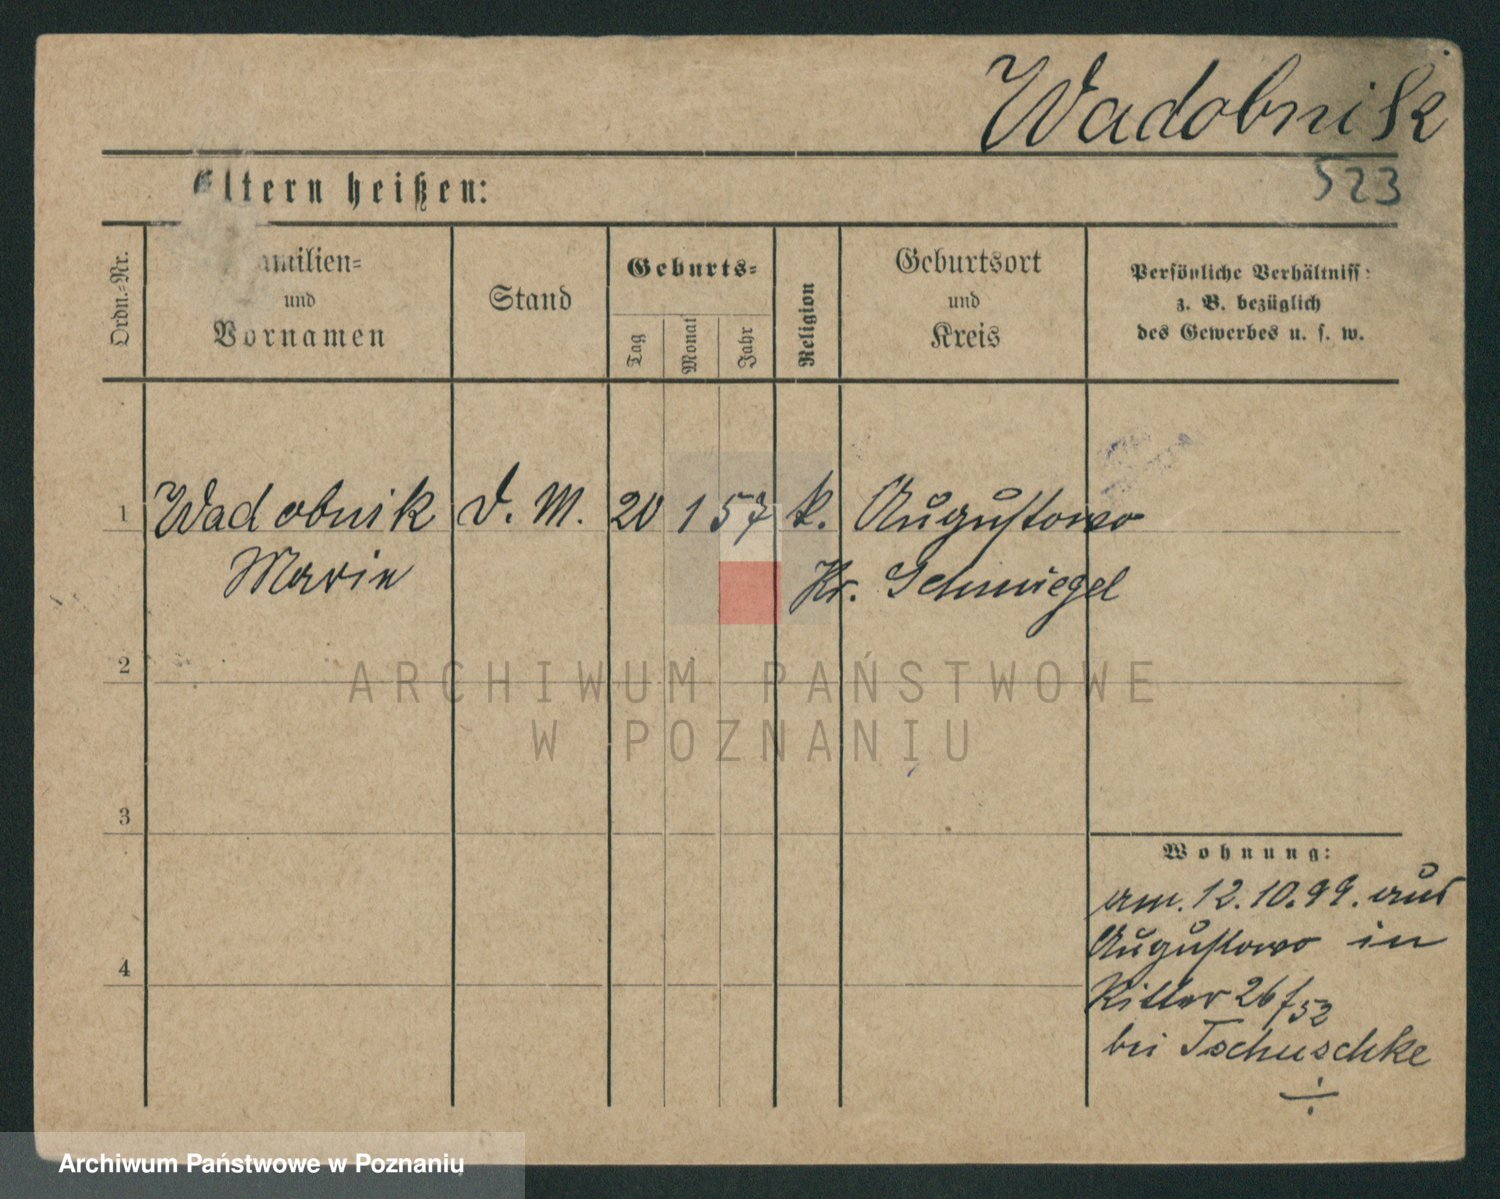 Wadobnik
523
Eltern heißen:
Ordn.-Nr.
Familien-
und
Vornamen
Stand
Geburts-
Tag
Monat
Jahr
Religion
Geburtsort
und
Kreis
Persönliche Verhältniss
z. B. bezüglich
des Gewerbes u. s. w.
1 Wadobnik D. M. 20 1 57 k. Augustowo
Marie Kr. Schmiegel
2
ARCHIWUM PAŃSTWOWE
W POZNANIU
3
Wohnung:
am. 12.10.99. aus
Augustowo in
4
Ritter 26/52
bei Tschuschke
÷
Archiwum Państwowe w Poznaniu